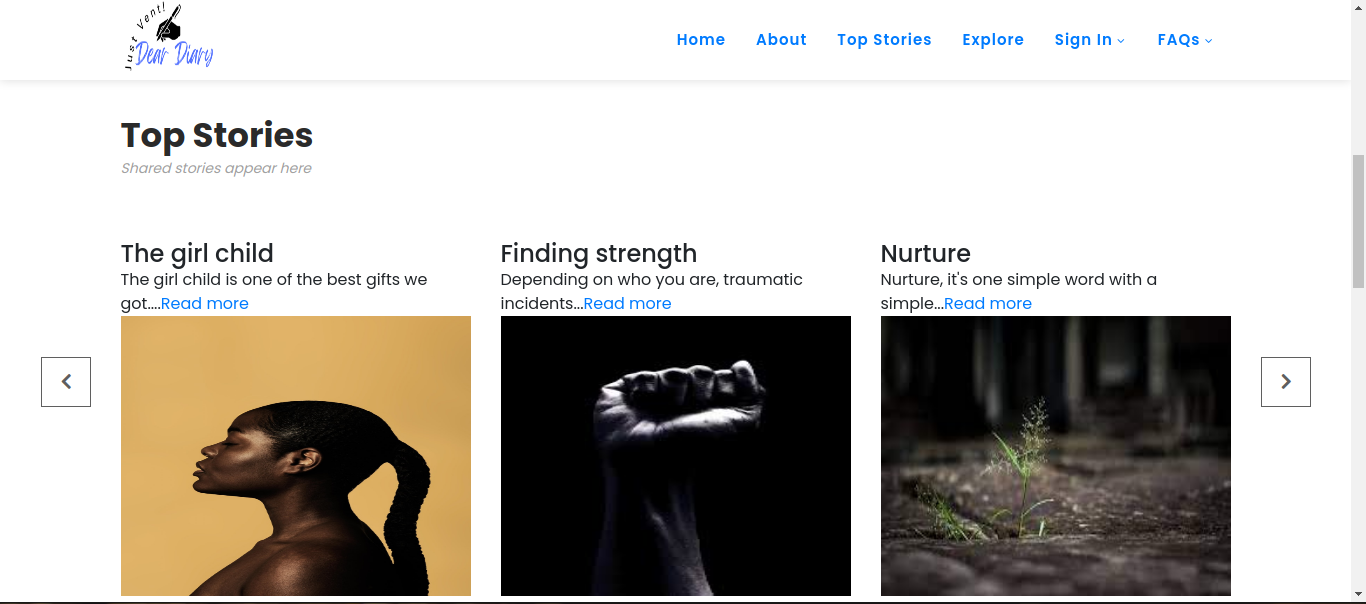 Just Vent!
Dear Diary
Home About Top Stories Explore Sign In FAQs
Top Stories
Shared stories appear here
The girl child
The girl child is one of the best gifts we
got....Read more
Finding strength
Depending on who you are, traumatic
incidents...Read more
Nurture
Nurture, it's one simple word with a
simple...Read more